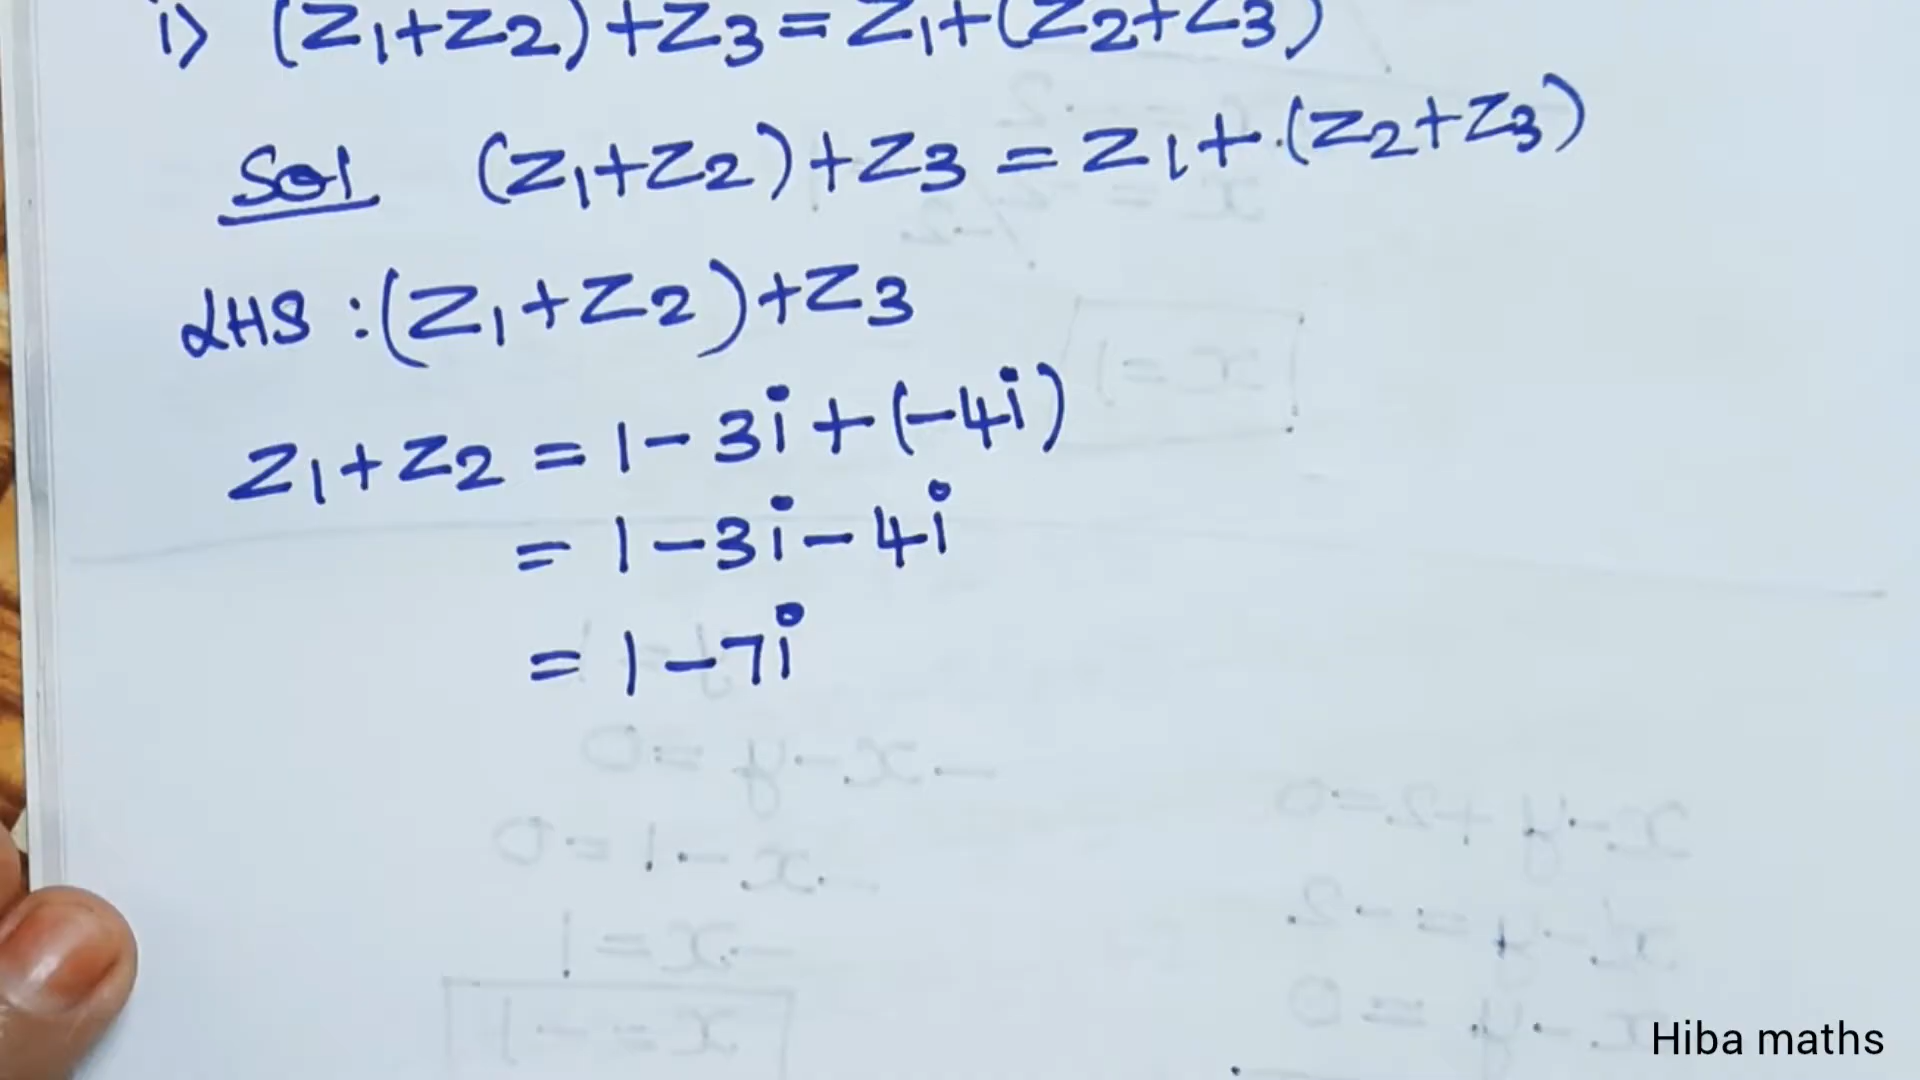 i) (Z1+Z2)+Z3=Z1+(Z2+Z3)
Sol (Z1+Z2)+Z3=Z1+(Z2+Z3)
LHS :(Z1+Z2)+Z3
Z1+Z2 = 1-3i+(-4i)
= 1-3i-4i
= 1-7i
Hiba maths